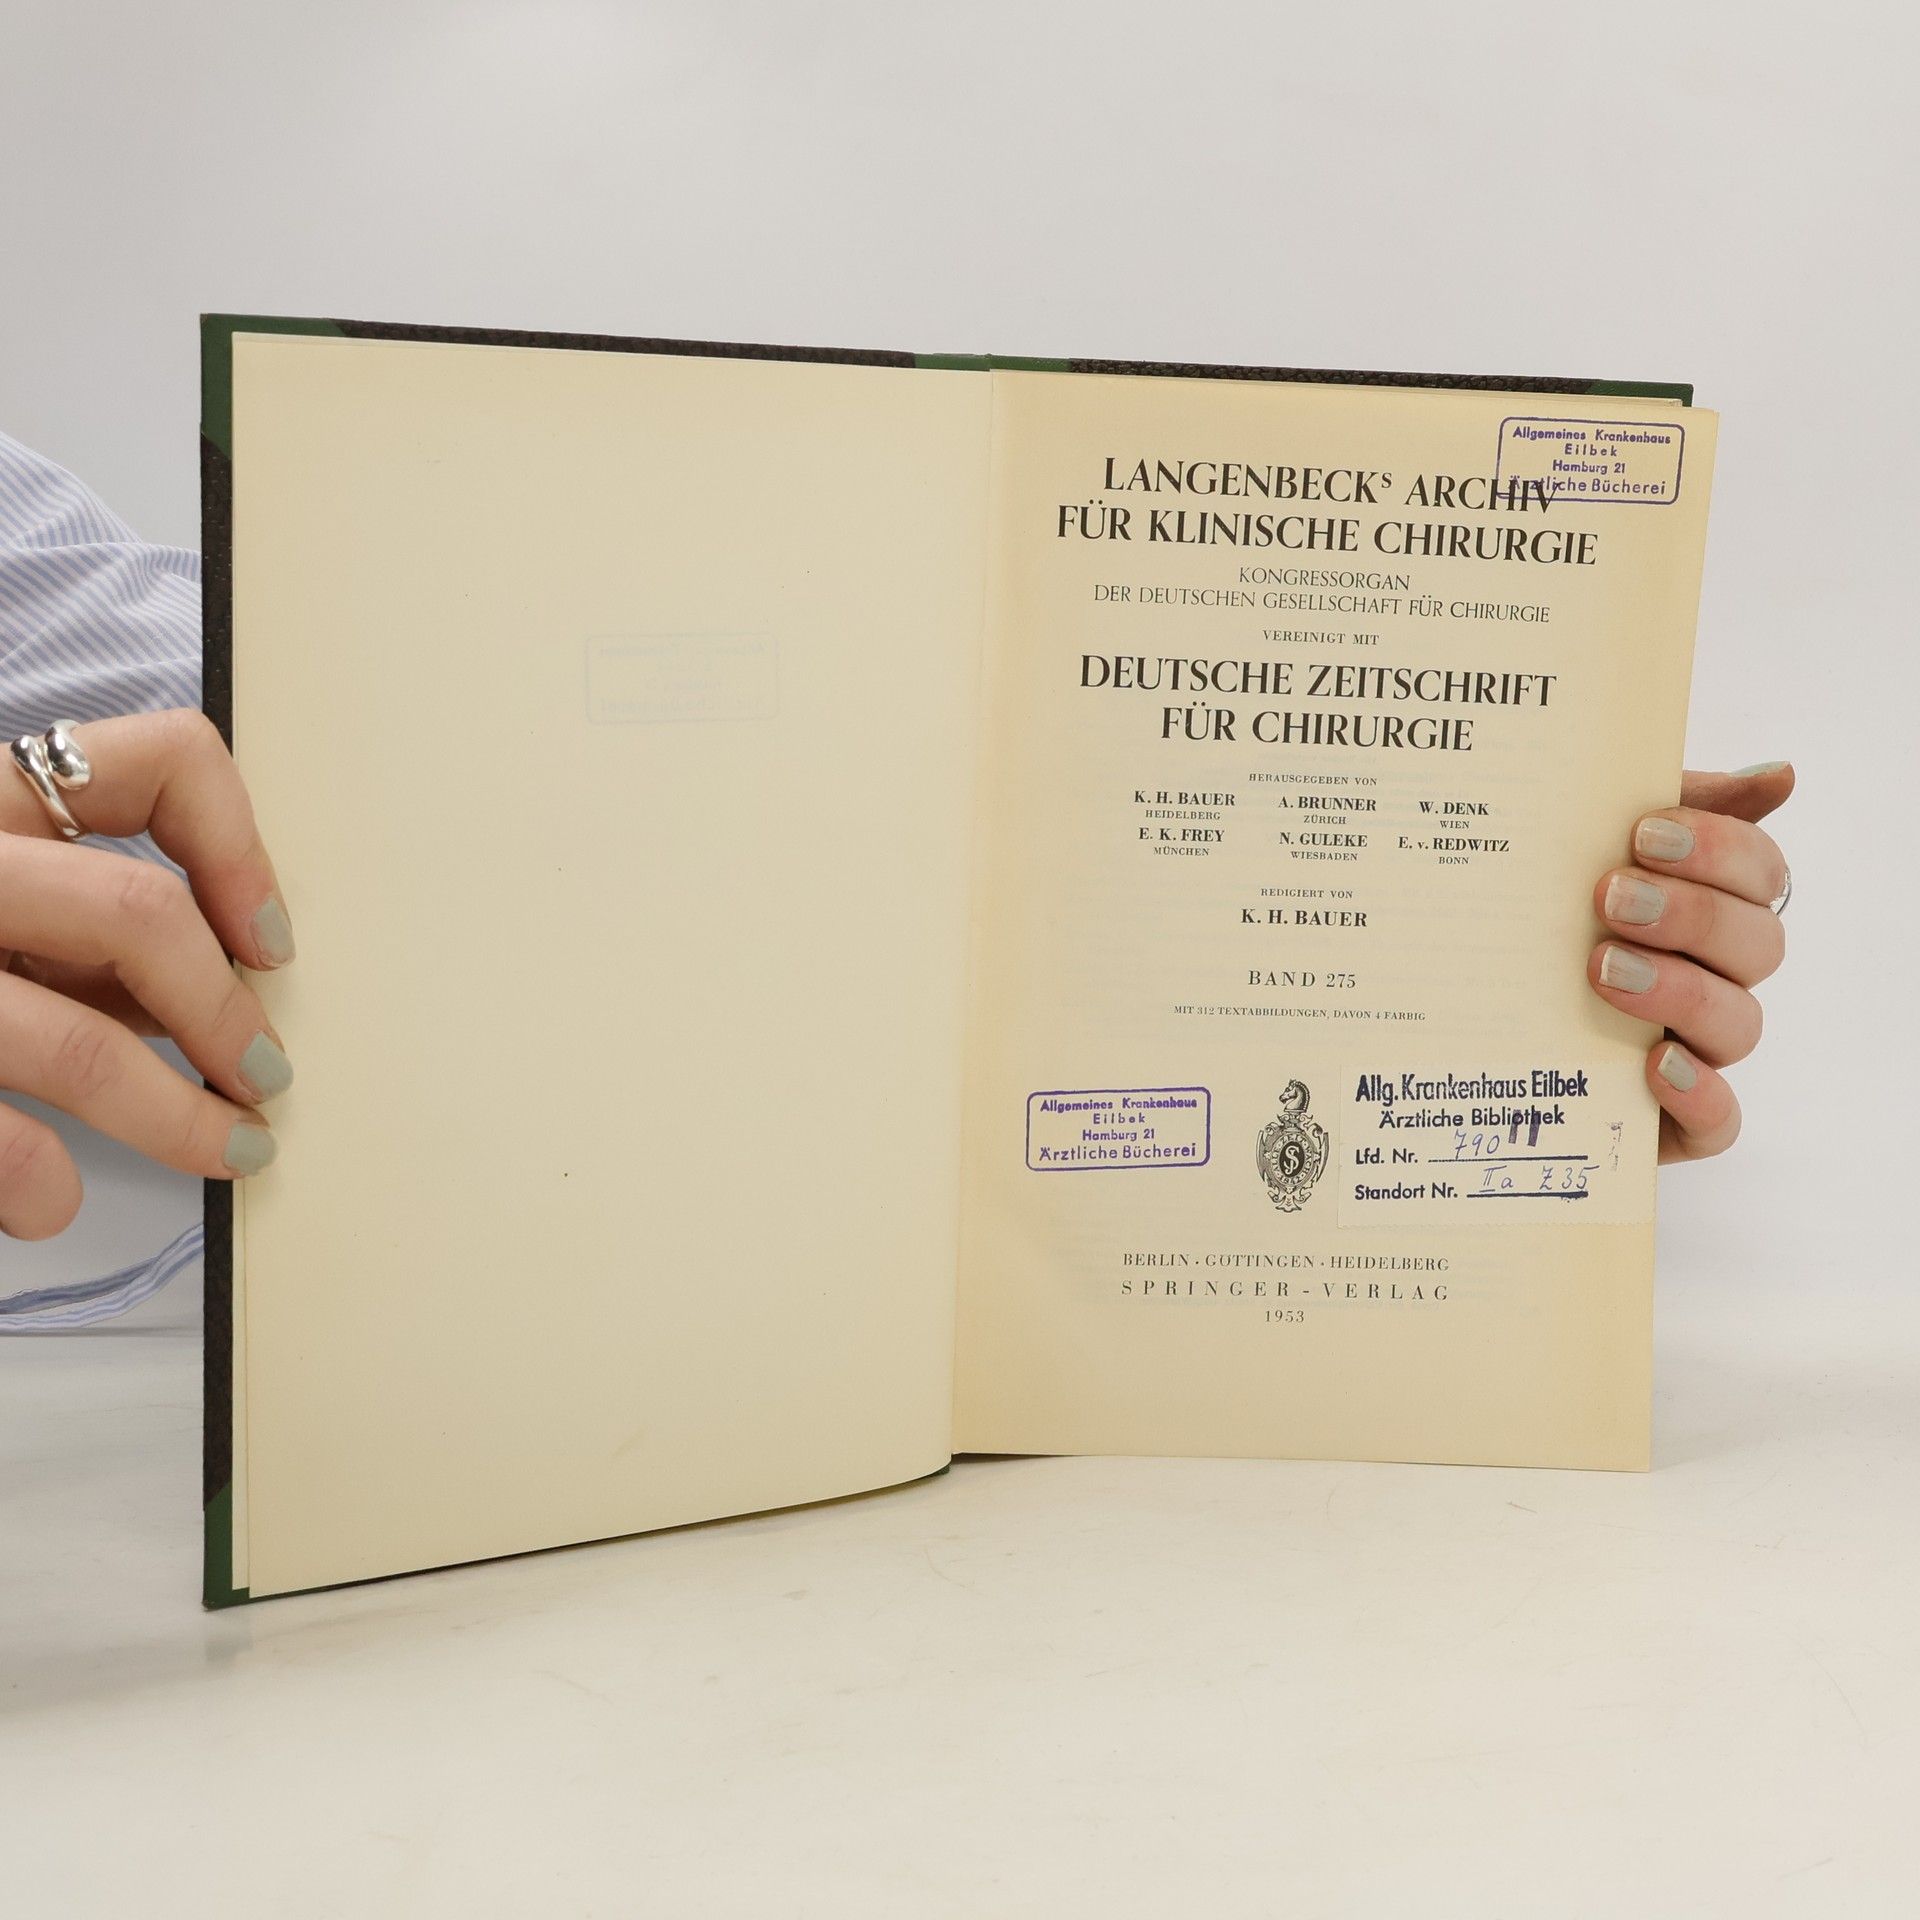 Allgemeines Krankenhaus
Eilbek
Hamburg 21
Ärztliche Bücherei
LANGENBECKS ARCHIV
FÜR KLINISCHE CHIRURGIE
KONGRESSORGAN
DER DEUTSCHEN GESELLSCHAFT FÜR CHIRURGIE
VEREINIGT MIT
DEUTSCHE ZEITSCHRIFT
FÜR CHIRURGIE
HERAUSGEGEBEN VON
K. H. BAUER A. BRUNNER W. DENK
HEIDELBERG ZÜRICH WIEN
E. K. FREY N. GULEKE E. v. REDWITZ
MÜNCHEN WIESBADEN BONN
REDIGIERT VON
K. H. BAUER
BAND 275
MIT 312 TEXTABBILDUNGEN, DAVON 4 FARBIG
Allgemeines Krankenhaus
Eilbek
Hamburg 21
Ärztliche Bücherei
Allg. Krankenhaus Eilbek
Ärztliche Bibliothek
Lfd. Nr. 790
Standort Nr. II a Z 35
BERLIN · GÖTTINGEN · HEIDELBERG
SPRINGER-VERLAG
1953